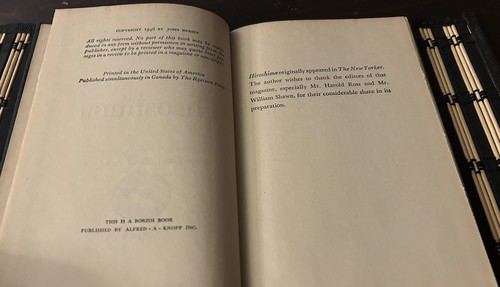 COPYRIGHT 1946 BY JOHN HERSEY
All rights reserved. No part of this book may be repro-
duced in any form without permission in writing from the
publisher, except by a reviewer who may quote brief pas-
sages in a review to be printed in a magazine or newspaper.
Printed in the United States of America
Published simultaneously in Canada by The Ryerson Press
THIS IS A BORZOI BOOK
PUBLISHED BY ALFRED · A · KNOPF INC.
Hiroshima originally appeared in The New Yorker.
The author wishes to thank the editors of that
magazine, especially Mr. Harold Ross and Mr.
William Shawn, for their considerable share in its
preparation.